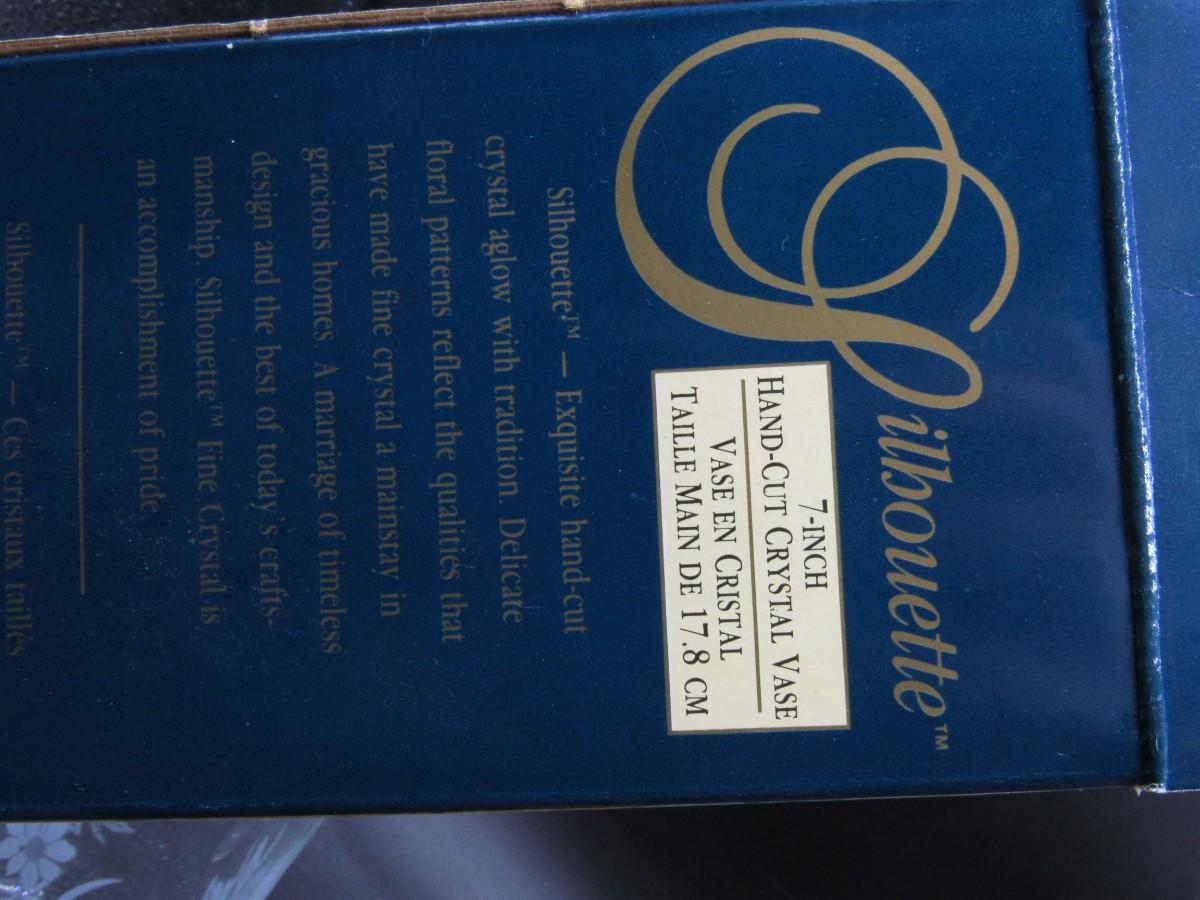 Silhouette™
7-INCH
HAND-CUT CRYSTAL VASE
VASE EN CRISTAL
TAILLE MAIN DE 17.8 CM
Silhouette™ — Exquisite hand-cut
crystal aglow with tradition. Delicate
floral patterns reflect the qualities that
have made fine crystal a mainstay in
gracious homes. A marriage of timeless
design and the best of today's crafts-
manship, Silhouette™ Fine Crystal is
an accomplishment of pride.
Silhouette™ — Ces cristaux taillés